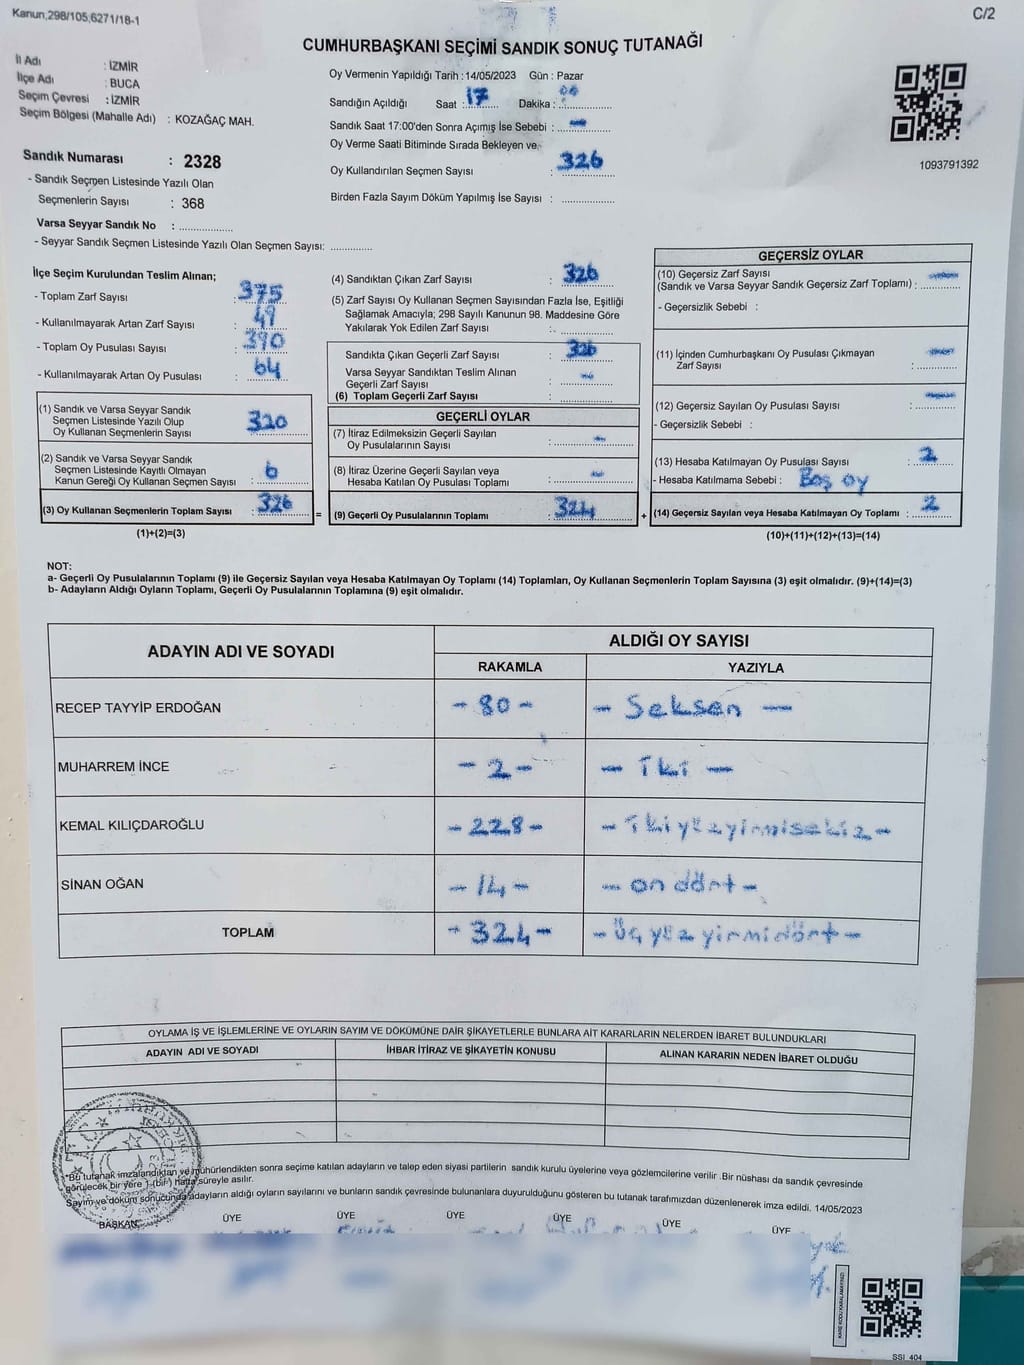 Kanun,298/105,6271/18-1
C/2
CUMHURBAŞKANI SEÇİMİ SANDIK SONUÇ TUTANAĞI
İl Adı : İZMİR
İlçe Adı : BUCA
Seçim Çevresi : İZMİR
Seçim Bölgesi (Mahalle Adı) : KOZAĞAÇ MAH.
Sandık Numarası : 2328
- Sandık Seçmen Listesinde Yazılı Olan
Seçmenlerin Sayısı : 368
Varsa Seyyar Sandık No : ..................
- Seyyar Sandık Seçmen Listesinde Yazılı Olan Seçmen Sayısı: ..............
Oy Vermenin Yapıldığı Tarih : 14/05/2023 Gün : Pazar
Sandığın Açıldığı Saat : 17 Dakika : 00
Sandık Saat 17:00'den Sonra Açımış İse Sebebi : —
Oy Verme Saati Bitiminde Sırada Bekleyen ve
Oy Kullandırılan Seçmen Sayısı : 326
Birden Fazla Sayım Döküm Yapılmış İse Sayısı : ..................
1093791392
İlçe Seçim Kurulundan Teslim Alınan;
- Toplam Zarf Sayısı : 375
- Kullanılmayarak Artan Zarf Sayısı : 49
- Toplam Oy Pusulası Sayısı : 390
- Kullanılmayarak Artan Oy Pusulası : 64
(1) Sandık ve Varsa Seyyar Sandık
Seçmen Listesinde Yazılı Olup
Oy Kullanan Seçmenlerin Sayısı : 320
(2) Sandık ve Varsa Seyyar Sandık
Seçmen Listesinde Kayıtlı Olmayan
Kanun Gereği Oy Kullanan Seçmen Sayısı : 6
(3) Oy Kullanan Seçmenlerin Toplam Sayısı : 326
(1)+(2)=(3)
(4) Sandıktan Çıkan Zarf Sayısı : 326
(5) Zarf Sayısı Oy Kullanan Seçmen Sayısından Fazla İse, Eşitliği
Sağlamak Amacıyla; 298 Sayılı Kanunun 98. Maddesine Göre
Yakılarak Yok Edilen Zarf Sayısı :
Sandıkta Çıkan Geçerli Zarf Sayısı : 326
Varsa Seyyar Sandıktan Teslim Alınan
Geçerli Zarf Sayısı : —
(6) Toplam Geçerli Zarf Sayısı :
GEÇERLİ OYLAR
(7) İtiraz Edilmeksizin Geçerli Sayılan
Oy Pusulalarının Sayısı : —
(8) İtiraz Üzerine Geçerli Sayılan veya
Hesaba Katılan Oy Pusulası Toplamı : —
= (9) Geçerli Oy Pusulalarının Toplamı : 324
GEÇERSİZ OYLAR
(10) Geçersiz Zarf Sayısı
(Sandık ve Varsa Seyyar Sandık Geçersiz Zarf Toplamı) : —
- Geçersizlik Sebebi :
(11) İçinden Cumhurbaşkanı Oy Pusulası Çıkmayan
Zarf Sayısı : —
(12) Geçersiz Sayılan Oy Pusulası Sayısı : —
- Geçersizlik Sebebi :
(13) Hesaba Katılmayan Oy Pusulası Sayısı : 2
- Hesaba Katılmama Sebebi : Boş oy
+ (14) Geçersiz Sayılan veya Hesaba Katılmayan Oy Toplamı : 2
(10)+(11)+(12)+(13)=(14)
NOT:
a- Geçerli Oy Pusulalarının Toplamı (9) ile Geçersiz Sayılan veya Hesaba Katılmayan Oy Toplamı (14) Toplamları, Oy Kullanan Seçmenlerin Toplam Sayısına (3) eşit olmalıdır. (9)+(14)=(3)
b- Adayların Aldığı Oyların Toplamı, Geçerli Oy Pusulalarının Toplamına (9) eşit olmalıdır.
ADAYIN ADI VE SOYADI
ALDIĞI OY SAYISI
RAKAMLA YAZIYLA
RECEP TAYYİP ERDOĞAN - 80 - - Seksen -
MUHARREM İNCE - 2 - - İki -
KEMAL KILIÇDAROĞLU - 228 - - İkiyüzyirmisekiz -
SİNAN OĞAN - 14 - - on dört -
TOPLAM - 324 - - Üç yüz yirmidört -
OYLAMA İŞ VE İŞLEMLERİNE VE OYLARIN SAYIM VE DÖKÜMÜNE DAİR ŞİKAYETLERLE BUNLARA AİT KARARLARIN NELERDEN İBARET BULUNDUKLARI
ADAYIN ADI VE SOYADI İHBAR İTİRAZ VE ŞİKAYETİN KONUSU ALINAN KARARIN NEDEN İBARET OLDUĞU
*Bu tutanak imzalandıktan ve mühürlendikten sonra seçime katılan adayların ve talep eden siyasi partilerin sandık kurulu üyelerine veya gözlemcilerine verilir .Bir nüshası da sandık çevresinde
görülecek bir yere 1-(bir) hafta süreyle asılır.
Sayım ve döküm sonucunda adayların aldığı oyların sayılarını ve bunların sandık çevresinde bulunanlara duyurulduğunu gösteren bu tutanak tarafımızdan düzenlenerek imza edildi. 14/05/2023
BAŞKAN ÜYE ÜYE ÜYE ÜYE ÜYE ÜYE
KARE KODU KARALAMAYINIZ!
SSI_404